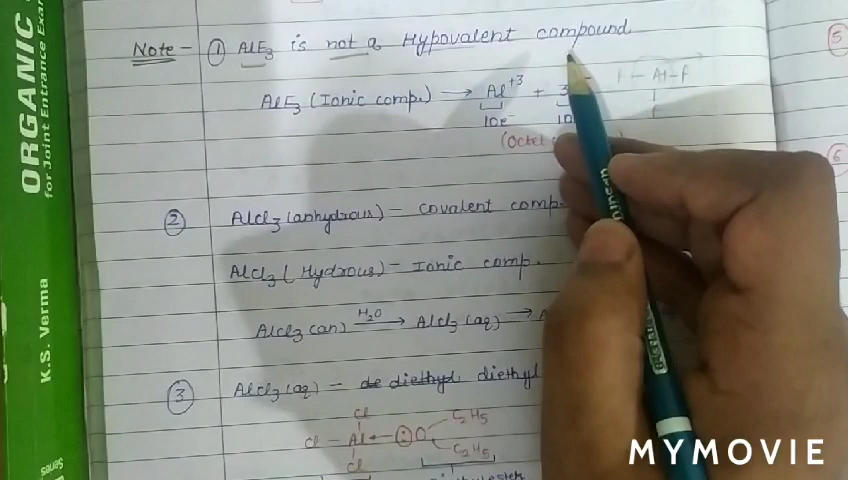 ORGANIC
for Joint Entrance Exam
K.S. Verma
Note - ① AlF3 is not a Hypovalent compound
AlF3 (Ionic comp.) → Al+3 + 3
10e- 10
(Octet
F - Al - F
② AlCl3 (anhydrous) - covalent comp.
AlCl3 (Hydrous) - Ionic comp.
AlCl3 (an) H2O → AlCl3 (aq) → A
③ AlCl3 (aq) - diethyl
Cl
Cl - Al ← : O C2H5
Cl C2H5
5
6
MYMOVIE